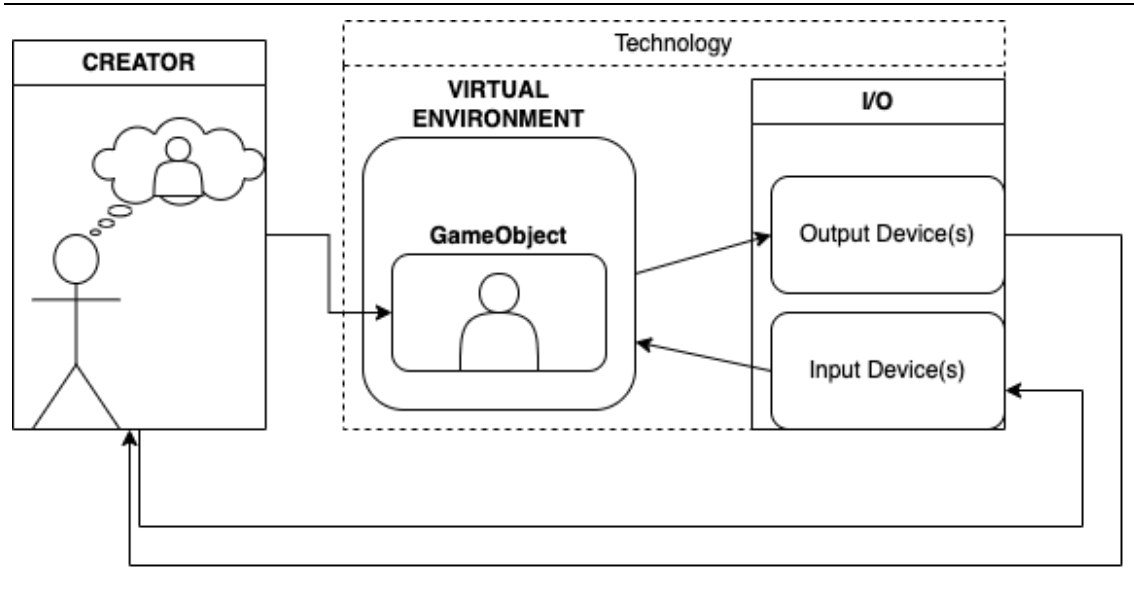 CREATOR
Technology
VIRTUAL
ENVIRONMENT
GameObject
I/O
Output Device(s)
Input Device(s)